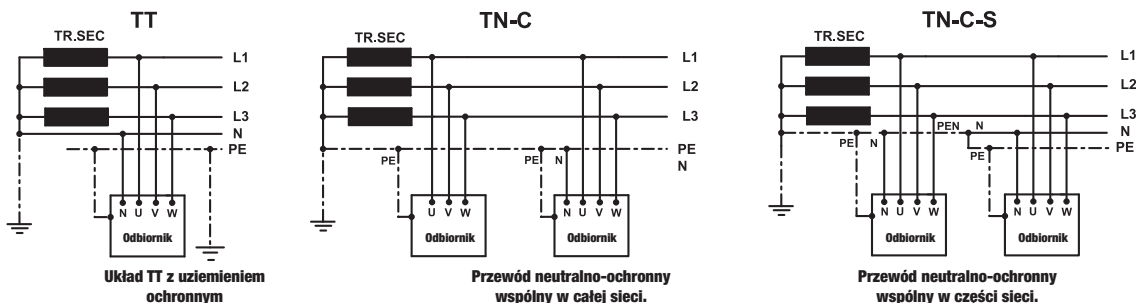 TT
TR.SEC
L1
L2
L3
N
PE
N U V W
Odbiornik
Układ TT z uziemieniem
ochronnym
TN-C
TR.SEC
L1
L2
L3
PE
N
PE
PE N
U V W
N U V W
Odbiornik
Odbiornik
Przewód neutralno-ochronny
wspólny w całej sieci.
TN-C-S
TR.SEC
L1
L2
L3
PEN N
N
PE
PE N
PE
N U V W
N U V W
Odbiornik
Odbiornik
Przewód neutralno-ochronny
wspólny w części sieci.